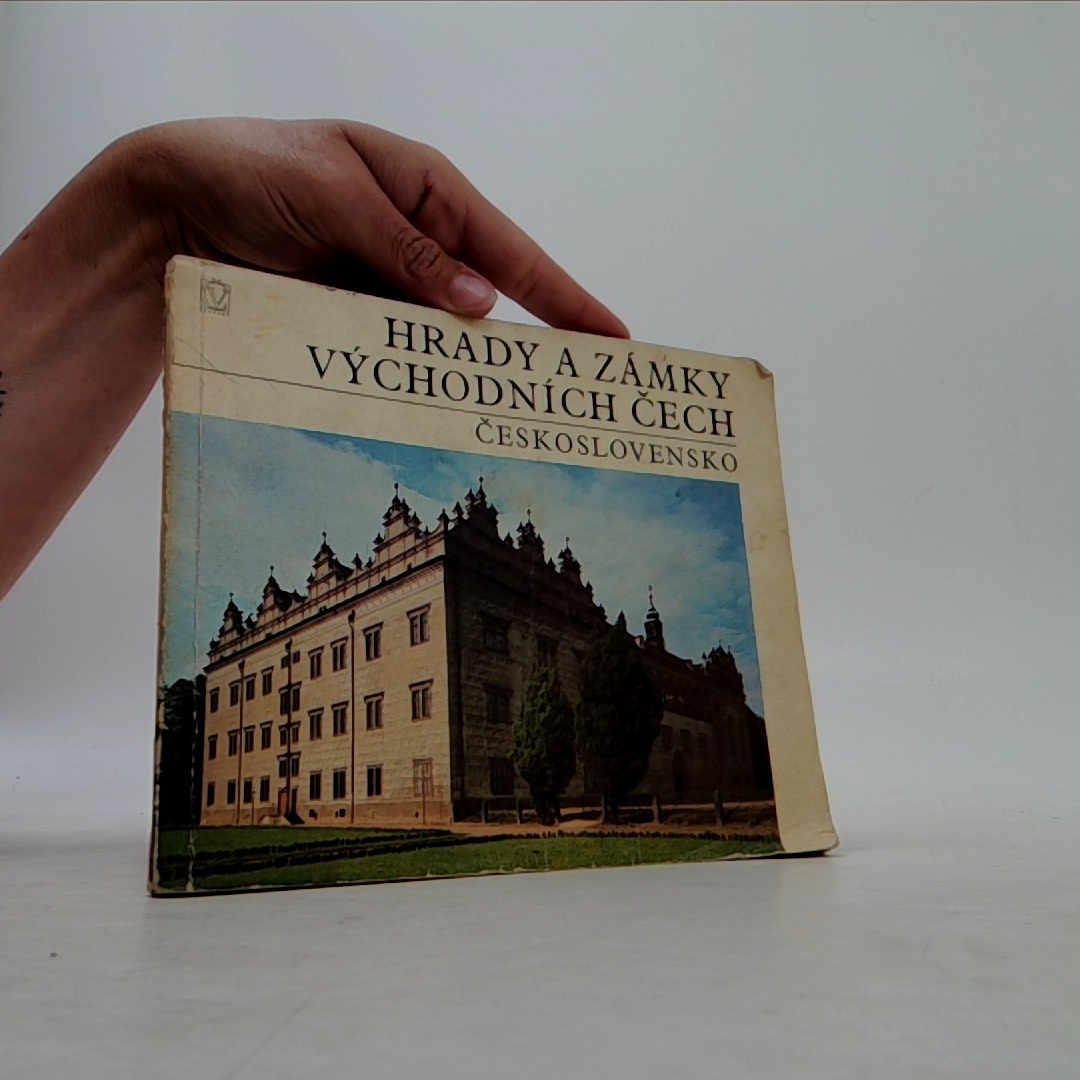 HRADY A ZÁMKY
VÝCHODNÍCH ČECH
ČESKOSLOVENSKO